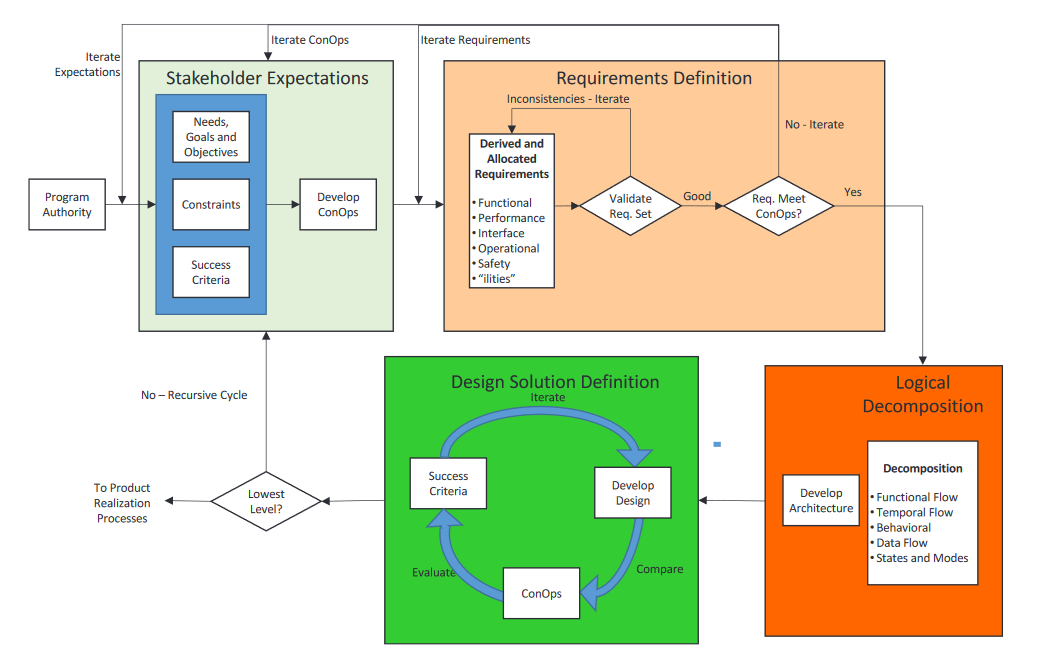 Iterate
Expectations
Iterate ConOps
Iterate Requirements
Stakeholder Expectations
Needs,
Goals and
Objectives
Constraints
Success
Criteria
Program
Authority
Develop
ConOps
Requirements Definition
Inconsistencies - Iterate
Derived and
Allocated
Requirements
• Functional
• Performance
• Interface
• Operational
• Safety
• “ilities”
Validate
Req. Set
Good
Req. Meet
ConOps?
No - Iterate
Yes
Logical
Decomposition
Decomposition
• Functional Flow
• Temporal Flow
• Behavioral
• Data Flow
• States and Modes
Develop
Architecture
Design Solution Definition
Iterate
Success
Criteria
Develop
Design
Compare
ConOps
Evaluate
Lowest
Level?
No – Recursive Cycle
To Product
Realization
Processes